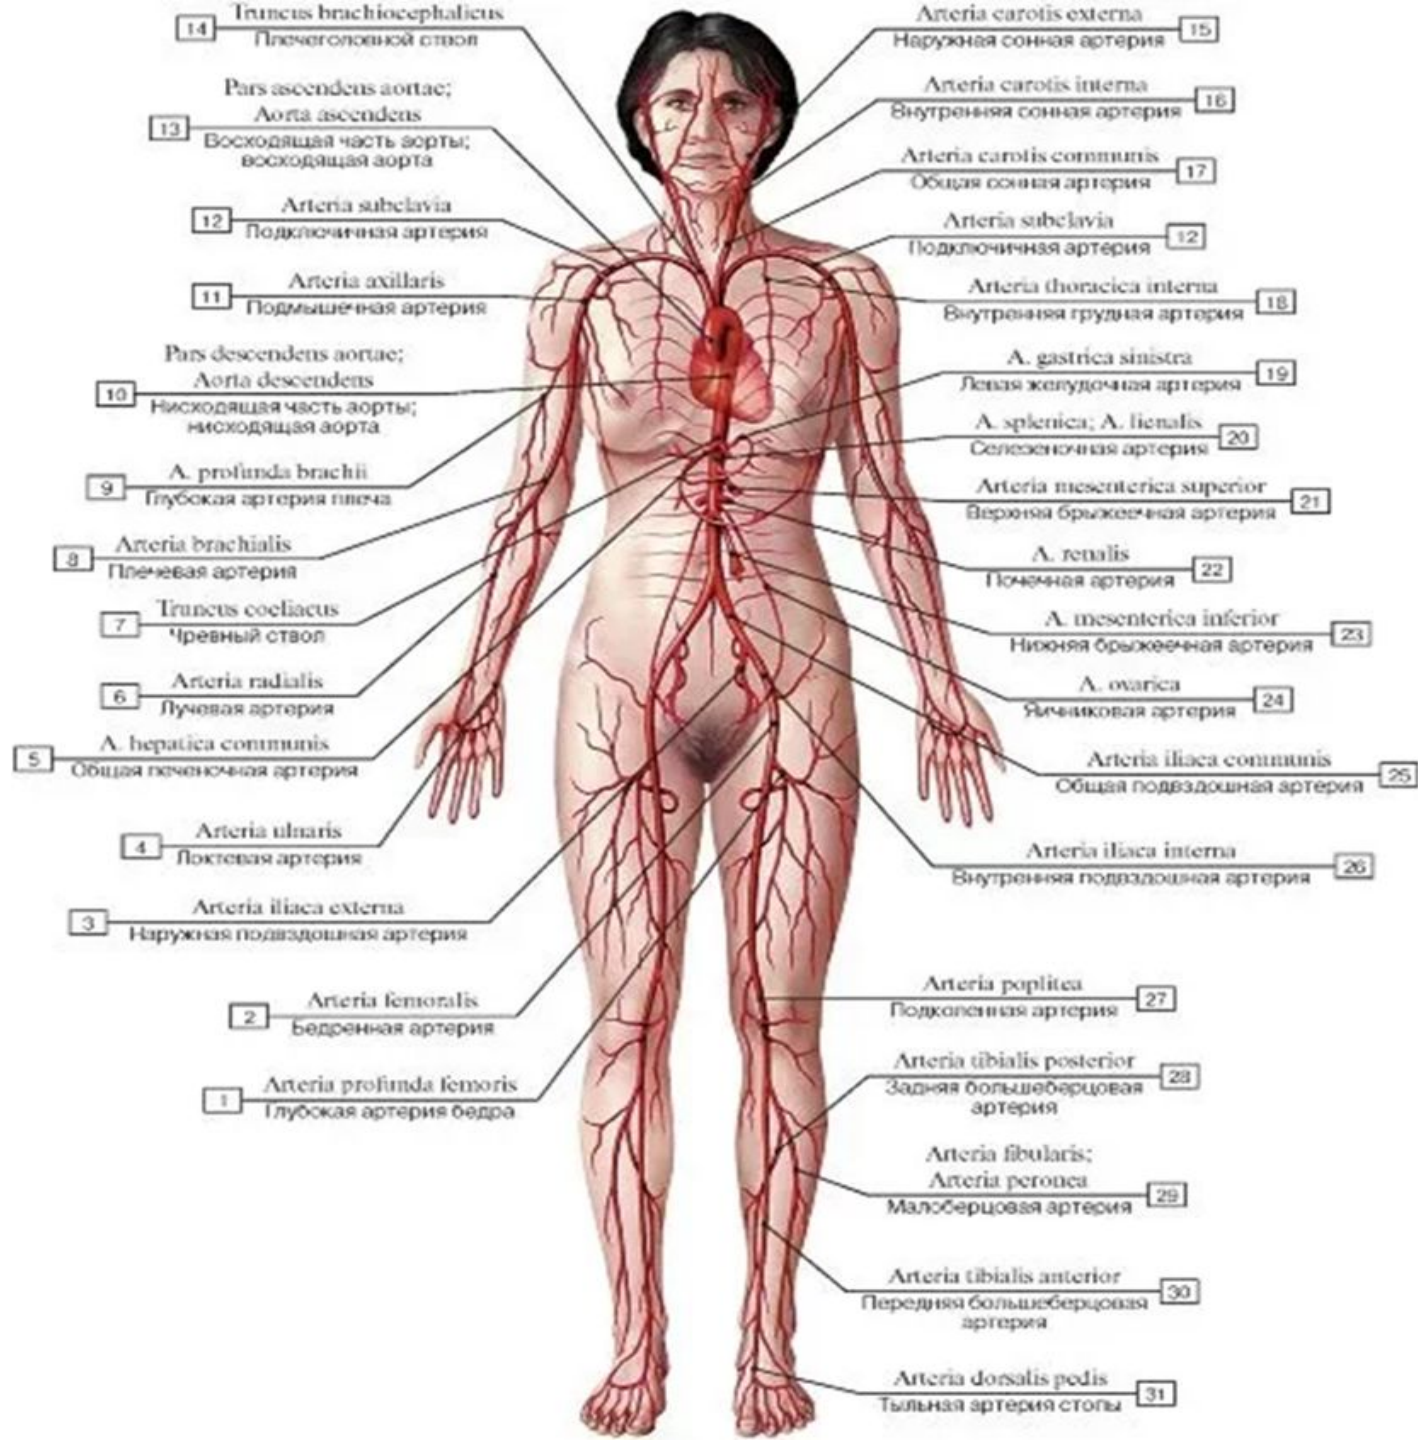 Truncus brachiocephalicus
14
Плечеголовной ствол
Pars ascendens aortae;
Aorta ascendens
13
Восходящая часть аорты;
восходящая аорта
Arteria subclavia
12
Подключичная артерия
Arteria axillaris
11
Подмышечная артерия
Pars descendens aortae;
Aorta descendens
10
Нисходящая часть аорты;
нисходящая аорта
A. profunda brachii
9
Глубокая артерия плеча
Arteria brachialis
8
Плечевая артерия
Truncus coeliacus
7
Чревный ствол
Arteria radialis
6
Лучевая артерия
A. hepatica communis
5
Общая печеночная артерия
Arteria ulnaris
4
Локтевая артерия
Arteria iliaca externa
3
Наружная подвздошная артерия
Arteria femoralis
2
Бедренная артерия
Arteria profunda femoris
1
Глубокая артерия бедра
Arteria carotis externa
15
Наружная сонная артерия
Arteria carotis interna
16
Внутренняя сонная артерия
Arteria carotis communis
17
Общая сонная артерия
Arteria subclavia
12
Подключичная артерия
Arteria thoracica interna
18
Внутренняя грудная артерия
A. gastrica sinistra
19
Левая желудочная артерия
A. splenica; A. lienalis
20
Селезеночная артерия
Arteria mesenterica superior
21
Верхняя брыжеечная артерия
A. renalis
22
Почечная артерия
A. mesenterica inferior
23
Нижняя брыжеечная артерия
A. ovarica
24
Яичниковая артерия
Arteria iliaca communis
25
Общая подвздошная артерия
Arteria iliaca interna
26
Внутренняя подвздошная артерия
Arteria poplitea
27
Подколенная артерия
Arteria tibialis posterior
28
Задняя большеберцовая
артерия
Arteria fibularis;
Arteria peronea
29
Малоберцовая артерия
Arteria tibialis anterior
30
Передняя большеберцовая
артерия
Arteria dorsalis pedis
31
Тыльная артерия стопы